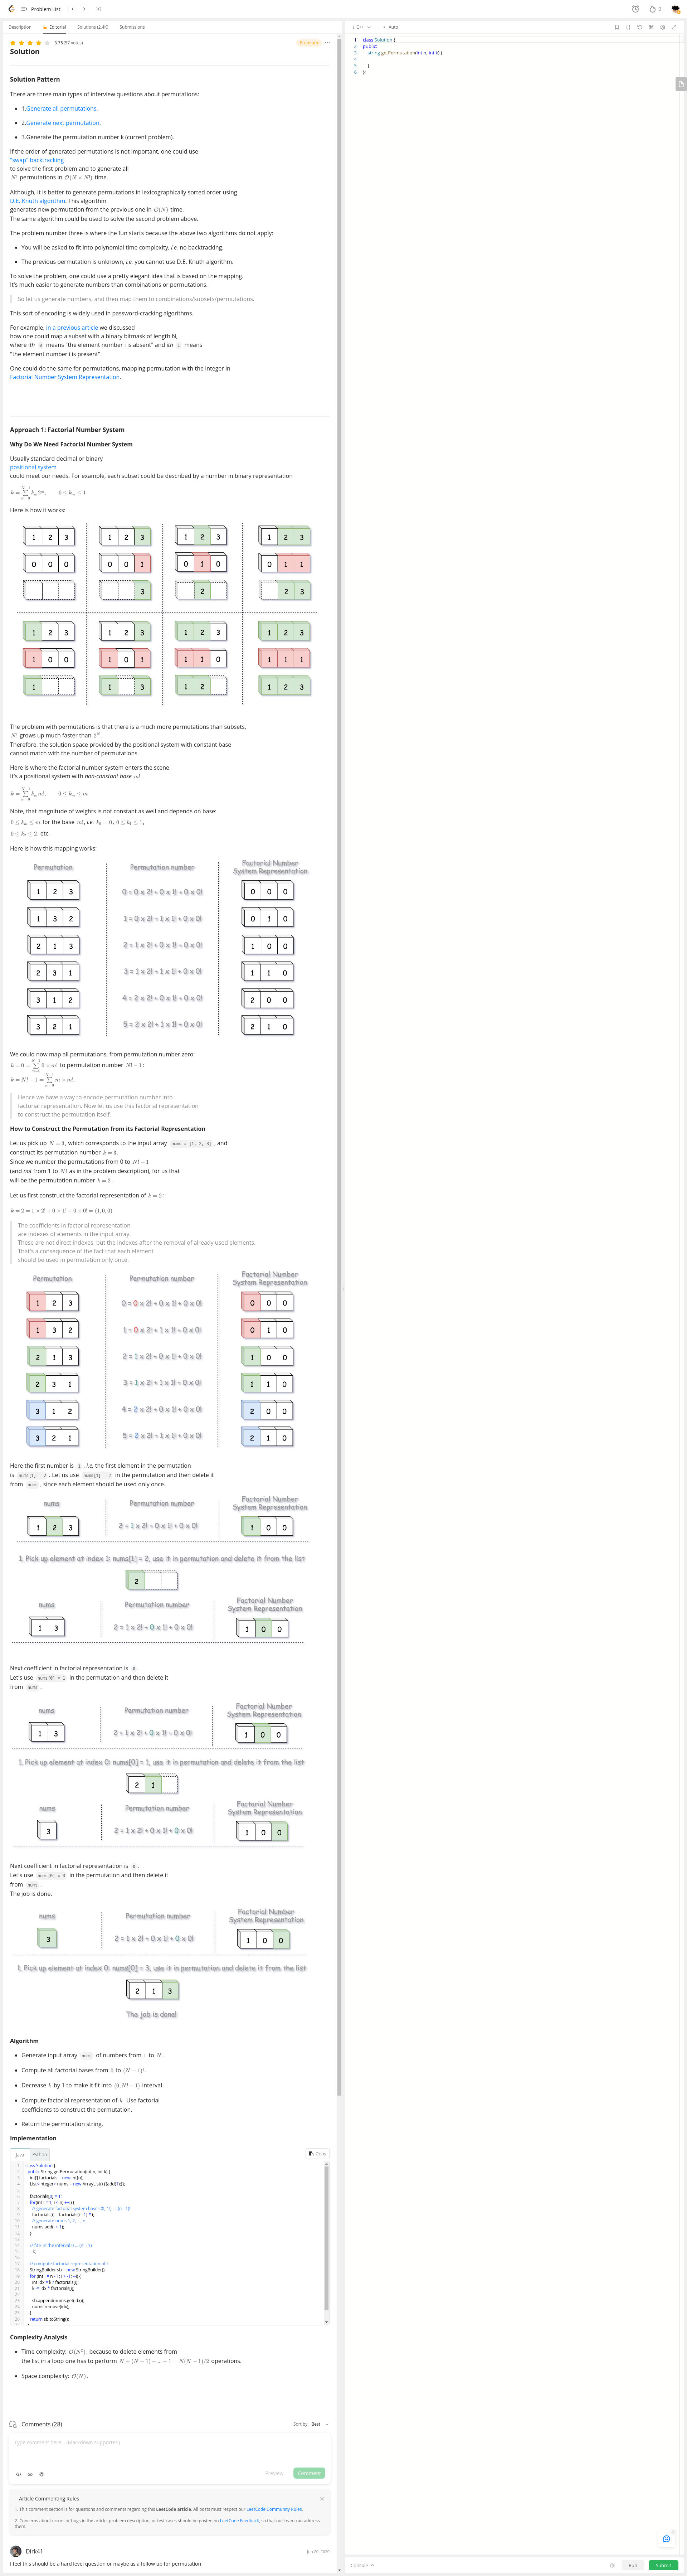 Problem List
0
Description
Editorial
Solutions (2.4K)
Submissions
3.75 (57 votes)
Premium
Solution
Solution Pattern
There are three main types of interview questions about permutations:
1.Generate all permutations.
2.Generate next permutation.
3.Generate the permutation number k (current problem).
If the order of generated permutations is not important, one could use
"swap" backtracking
to solve the first problem and to generate all
N! permutations in O(N × N!) time.
Although, it is better to generate permutations in lexicographically sorted order using
D.E. Knuth algorithm. This algorithm
generates new permutation from the previous one in O(N) time.
The same algorithm could be used to solve the second problem above.
The problem number three is where the fun starts because the above two algorithms do not apply:
You will be asked to fit into polynomial time complexity, i.e. no backtracking.
The previous permutation is unknown, i.e. you cannot use D.E. Knuth algorithm.
To solve the problem, one could use a pretty elegant idea that is based on the mapping.
It's much easier to generate numbers than combinations or permutations.
So let us generate numbers, and then map them to combinations/subsets/permutations.
This sort of encoding is widely used in password-cracking algorithms.
For example, in a previous article we discussed
how one could map a subset with a binary bitmask of length N,
where ith 0 means "the element number i is absent" and ith 1 means
"the element number i is present".
One could do the same for permutations, mapping permutation with the integer in
Factorial Number System Representation.
Approach 1: Factorial Number System
Why Do We Need Factorial Number System
Usually standard decimal or binary
positional system
could meet our needs. For example, each subset could be described by a number in binary representation
k = ∑ₘ₌₀ᴺ⁻¹ kₘ2ᵐ, 0 ≤ kₘ ≤ 1
Here is how it works:
1 2 3 1 2 3 1 2 3 1 2 3
0 0 0 0 0 1 0 1 0 0 1 1
3 2 2 3
1 2 3 1 2 3 1 2 3 1 2 3
1 0 0 1 0 1 1 1 0 1 1 1
1 1 3 1 2 1 2 3
The problem with permutations is that there is a much more permutations than subsets,
N! grows up much faster than 2ᴺ.
Therefore, the solution space provided by the positional system with constant base
cannot match with the number of permutations.
Here is where the factorial number system enters the scene.
It's a positional system with non-constant base m!
k = ∑ₘ₌₀ᴺ⁻¹ kₘm!, 0 ≤ kₘ ≤ m
Note, that magnitude of weights is not constant as well and depends on base:
0 ≤ kₘ ≤ m for the base m!, i.e. k₀ = 0, 0 ≤ k₁ ≤ 1,
0 ≤ k₂ ≤ 2, etc.
Here is how this mapping works:
Permutation Permutation number Factorial Number System Representation
1 2 3 0 = 0 x 2! + 0 x 1! + 0 x 0! 0 0 0
1 3 2 1 = 0 x 2! + 1 x 1! + 0 x 0! 0 1 0
2 1 3 2 = 1 x 2! + 0 x 1! + 0 x 0! 1 0 0
2 3 1 3 = 1 x 2! + 1 x 1! + 0 x 0! 1 1 0
3 1 2 4 = 2 x 2! + 0 x 1! + 0 x 0! 2 0 0
3 2 1 5 = 2 x 2! + 1 x 1! + 0 x 0! 2 1 0
We could now map all permutations, from permutation number zero:
k = 0 = ∑ₘ₌₀ᴺ⁻¹ 0 × m! to permutation number N! − 1:
k = N! − 1 = ∑ₘ₌₀ᴺ⁻¹ m × m!.
Hence we have a way to encode permutation number into
factorial representation. Now let us use this factorial representation
to construct the permutation itself.
How to Construct the Permutation from its Factorial Representation
Let us pick up N = 3, which corresponds to the input array nums = [1, 2, 3] , and
construct its permutation number k = 3.
Since we number the permutations from 0 to N! − 1
(and not from 1 to N! as in the problem description), for us that
will be the permutation number k = 2.
Let us first construct the factorial representation of k = 2:
k = 2 = 1 × 2! + 0 × 1! + 0 × 0! = (1, 0, 0)
The coefficients in factorial representation
are indexes of elements in the input array.
These are not direct indexes, but the indexes after the removal of already used elements.
That's a consequence of the fact that each element
should be used in permutation only once.
Permutation Permutation number Factorial Number System Representation
1 2 3 0 = 0 x 2! + 0 x 1! + 0 x 0! 0 0 0
1 3 2 1 = 0 x 2! + 1 x 1! + 0 x 0! 0 1 0
2 1 3 2 = 1 x 2! + 0 x 1! + 0 x 0! 1 0 0
2 3 1 3 = 1 x 2! + 1 x 1! + 0 x 0! 1 1 0
3 1 2 4 = 2 x 2! + 0 x 1! + 0 x 0! 2 0 0
3 2 1 5 = 2 x 2! + 1 x 1! + 0 x 0! 2 1 0
Here the first number is 1 , i.e. the first element in the permutation
is nums[1] = 2 . Let us use nums[1] = 2 in the permutation and then delete it
from nums , since each element should be used only once.
nums Permutation number Factorial Number System Representation
1 2 3 2 = 1 x 2! + 0 x 1! + 0 x 0! 1 0 0
1. Pick up element at index 1: nums[1] = 2, use it in permutation and delete it from the list
2
nums Permutation number Factorial Number System Representation
1 3 2 = 1 x 2! + 0 x 1! + 0 x 0! 1 0 0
Next coefficient in factorial representation is 0 .
Let's use nums[0] = 1 in the permutation and then delete it
from nums .
nums Permutation number Factorial Number System Representation
1 3 2 = 1 x 2! + 0 x 1! + 0 x 0! 1 0 0
1. Pick up element at index 0: nums[0] = 1, use it in permutation and delete it from the list
2 1
nums Permutation number Factorial Number System Representation
3 2 = 1 x 2! + 0 x 1! + 0 x 0! 1 0 0
Next coefficient in factorial representation is 0 .
Let's use nums[0] = 3 in the permutation and then delete it
from nums .
The job is done.
nums Permutation number Factorial Number System Representation
3 2 = 1 x 2! + 0 x 1! + 0 x 0! 1 0 0
1. Pick up element at index 0: nums[0] = 3, use it in permutation and delete it from the list
2 1 3
The job is done!
Algorithm
Generate input array nums of numbers from 1 to N.
Compute all factorial bases from 0 to (N − 1)!.
Decrease k by 1 to make it fit into (0, N! − 1) interval.
Compute factorial representation of k. Use factorial
coefficients to construct the permutation.
Return the permutation string.
Implementation
Java
Python
Copy
1 class Solution {
2 public String getPermutation(int n, int k) {
3 int[] factorials = new int[n];
4 List<Integer> nums = new ArrayList() {{add(1);}};
5
6 factorials[0] = 1;
7 for(int i = 1; i < n; ++i) {
8 // generate factorial system bases 0!, 1!, ..., (n - 1)!
9 factorials[i] = factorials[i - 1] * i;
10 // generate nums 1, 2, ..., n
11 nums.add(i + 1);
12 }
13
14 // fit k in the interval 0 ... (n! - 1)
15 --k;
16
17 // compute factorial representation of k
18 StringBuilder sb = new StringBuilder();
19 for (int i = n - 1; i > -1; --i) {
20 int idx = k / factorials[i];
21 k -= idx * factorials[i];
22
23 sb.append(nums.get(idx));
24 nums.remove(idx);
25 }
26 return sb.toString();
Complexity Analysis
Time complexity: O(N²), because to delete elements from
the list in a loop one has to perform N + (N − 1) + ... + 1 = N(N − 1)/2 operations.
Space complexity: O(N).
Comments (28)
Sort by: Best
Type comment here... (Markdown supported)
Preview
Comment
Article Commenting Rules
1. This comment section is for questions and comments regarding this LeetCode article. All posts must respect our LeetCode Community Rules.
2. Concerns about errors or bugs in the article, problem description, or test cases should be posted on LeetCode Feedback, so that our team can address
them.
Dirk41
Jun 20, 2020
i feel this should be a hard level question or maybe as a follow up for permutation
C++
Auto
1 class Solution {
2 public:
3 string getPermutation(int n, int k) {
4
5 }
6 };
Console
Run
Submit